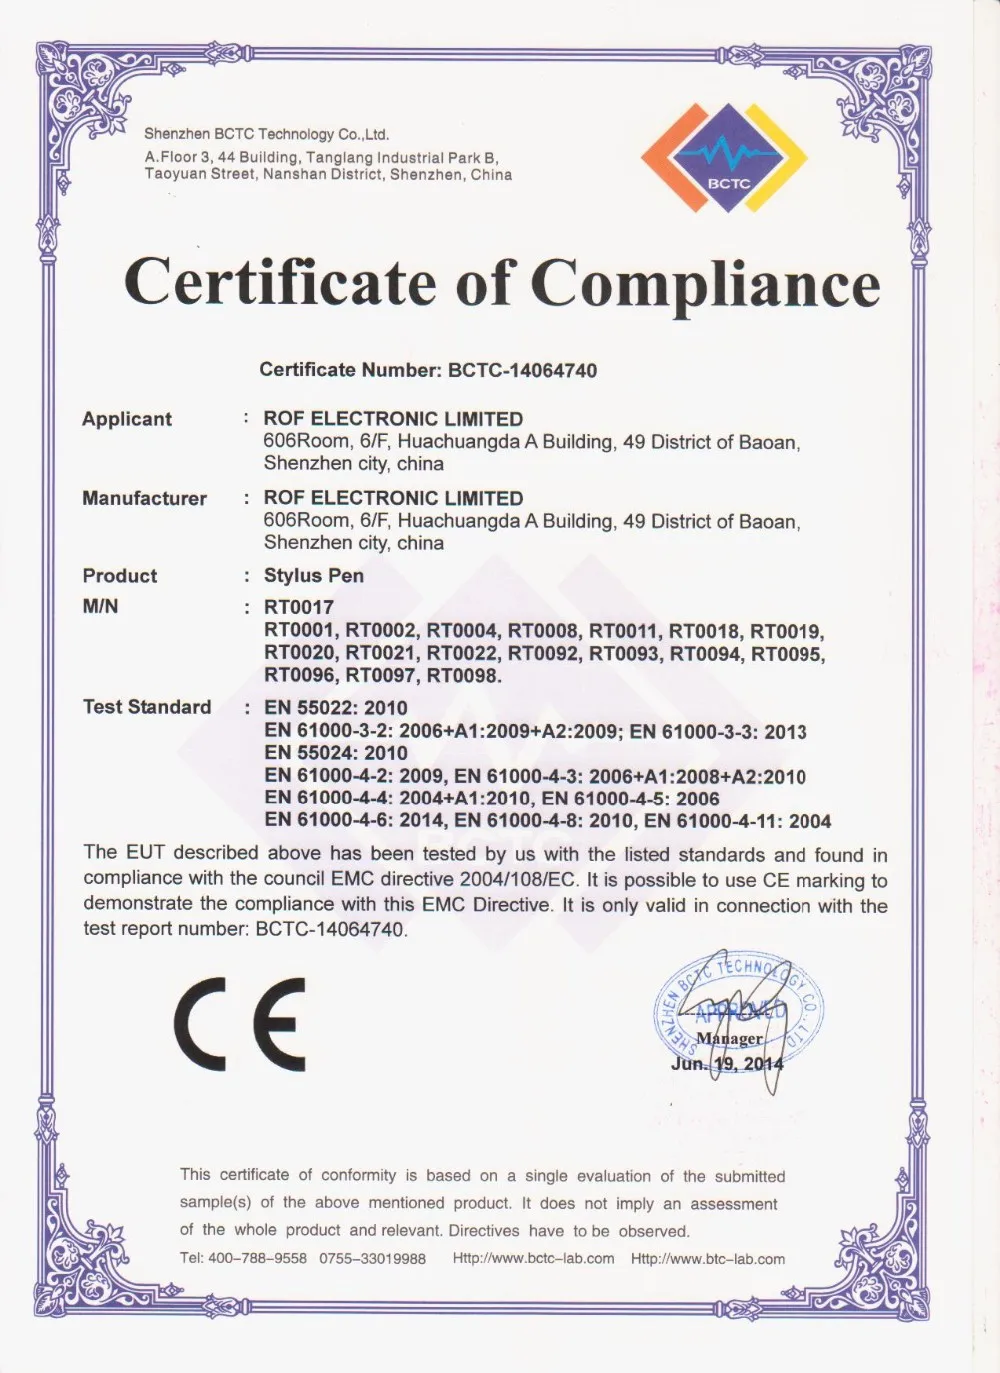 Shenzhen BCTC Technology Co.,Ltd.
A.Floor 3, 44 Building, Tanglang Industrial Park B,
Taoyuan Street, Nanshan District, Shenzhen, China
BCTC
Certificate of Compliance
Certificate Number: BCTC-14064740
Applicant : ROF ELECTRONIC LIMITED
606Room, 6/F, Huachuangda A Building, 49 District of Baoan,
Shenzhen city, china
Manufacturer : ROF ELECTRONIC LIMITED
606Room, 6/F, Huachuangda A Building, 49 District of Baoan,
Shenzhen city, china
Product : Stylus Pen
M/N : RT0017
RT0001, RT0002, RT0004, RT0008, RT0011, RT0018, RT0019,
RT0020, RT0021, RT0022, RT0092, RT0093, RT0094, RT0095,
RT0096, RT0097, RT0098.
Test Standard : EN 55022: 2010
EN 61000-3-2: 2006+A1:2009+A2:2009; EN 61000-3-3: 2013
EN 55024: 2010
EN 61000-4-2: 2009, EN 61000-4-3: 2006+A1:2008+A2:2010
EN 61000-4-4: 2004+A1:2010, EN 61000-4-5: 2006
EN 61000-4-6: 2014, EN 61000-4-8: 2010, EN 61000-4-11: 2004
BCTC
The EUT described above has been tested by us with the listed standards and found in
compliance with the council EMC directive 2004/108/EC. It is possible to use CE marking to
demonstrate the compliance with this EMC Directive. It is only valid in connection with the
test report number: BCTC-14064740.
CE
SHENZHEN BCTC TECHNOLOGY CO., LTD
APPROVED
Manager
Jun. 19, 2014
This certificate of conformity is based on a single evaluation of the submitted
sample(s) of the above mentioned product. It does not imply an assessment
of the whole product and relevant. Directives have to be observed.
Tel: 400-788-9558 0755-33019988 Http://www.bctc-lab.com Http://www.btc-lab.com